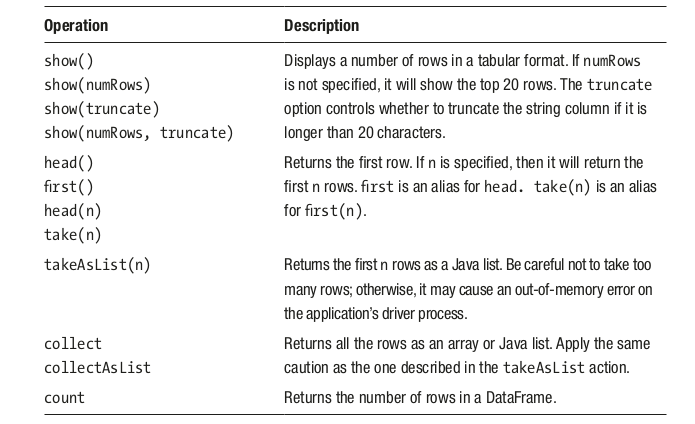 Operation Description
show() Displays a number of rows in a tabular format. If numRows
show(numRows) is not specified, it will show the top 20 rows. The truncate
show(truncate) option controls whether to truncate the string column if it is
show(numRows, truncate) longer than 20 characters.
head() Returns the first row. If n is specified, then it will return the
first() first n rows. first is an alias for head. take(n) is an alias
head(n) for first(n).
take(n)
takeAsList(n) Returns the first n rows as a Java list. Be careful not to take too
many rows; otherwise, it may cause an out-of-memory error on
the application's driver process.
collect Returns all the rows as an array or Java list. Apply the same
collectAsList caution as the one described in the takeAsList action.
count Returns the number of rows in a DataFrame.